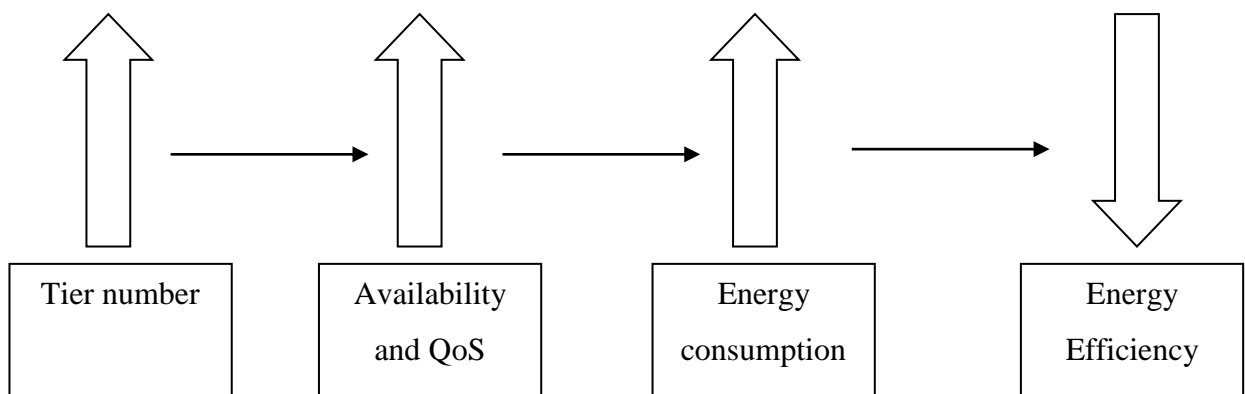 Tier number
Availability
and QoS
Energy
consumption
Energy
Efficiency